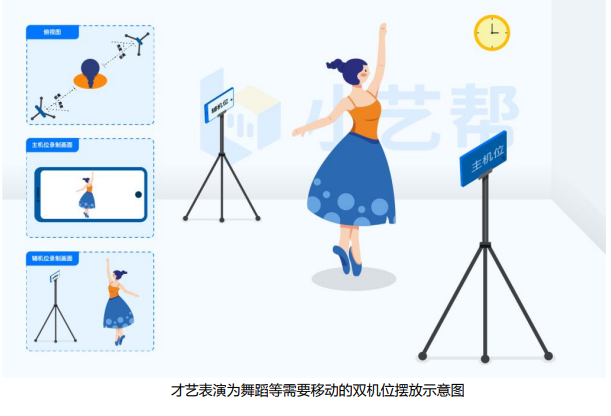 俯视图
主机位录制画面
辅机位录制画面
辅机位
小艺帮
主机位
才艺表演为舞蹈等需要移动的双机位摆放示意图